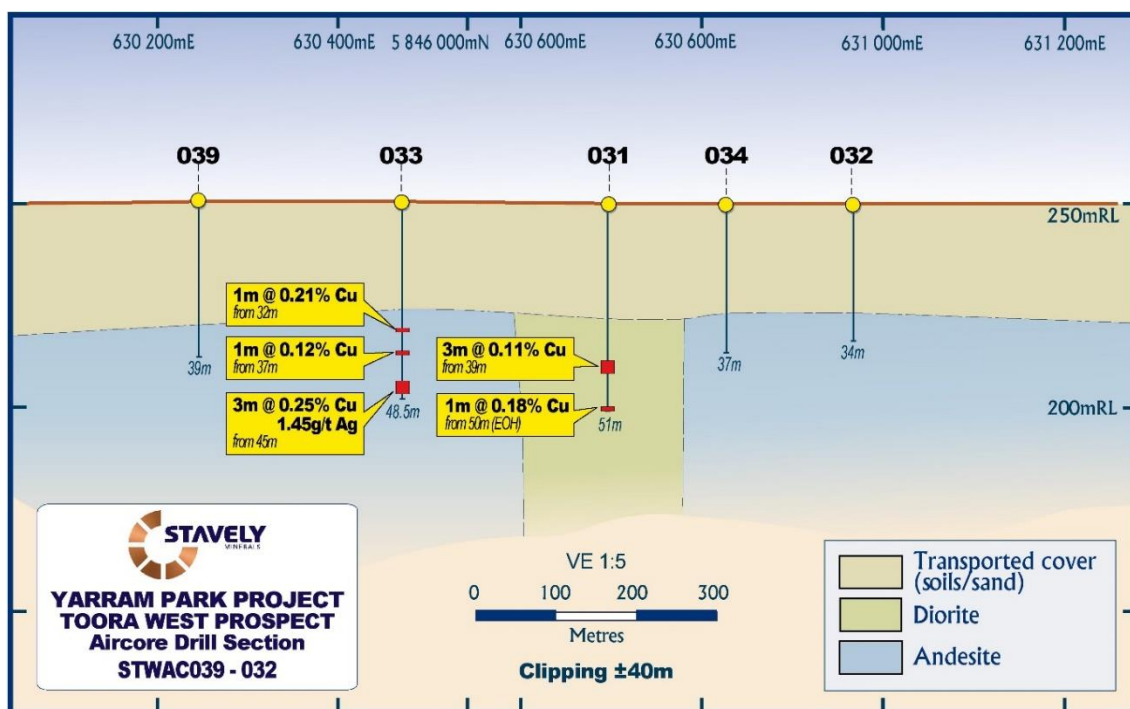 630 200mE
630 400mE
5 846 000mN
630 600mE
630 600mE
631 000mE
631 200mE
039
033
031
034
032
250mRL
1m @ 0.21% Cu
from 32m
1m @ 0.12% Cu
from 37m
3m @ 0.25% Cu
1.45g/t Ag
from 45m
3m @ 0.11% Cu
from 39m
1m @ 0.18% Cu
from 50m (EOH)
39m
48.5m
51m
37m
34m
200mRL
STAVELY
MINERALS
YARRAM PARK PROJECT
TOORA WEST PROSPECT
Aircore Drill Section
STWAC039 - 032
VE 1:5
0 100 200 300
Metres
Clipping ±40m
Transported cover
(soils/sand)
Diorite
Andesite